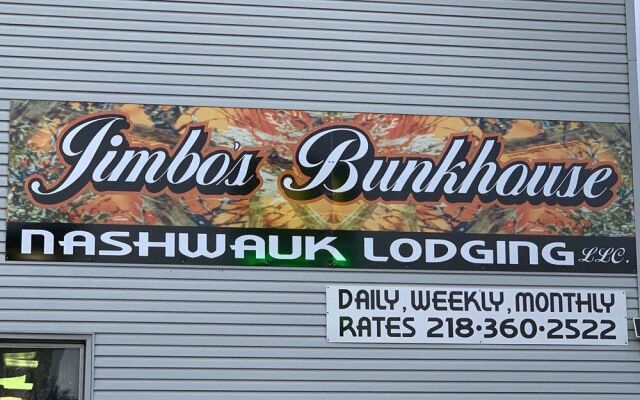 Jimbo's Bunkhouse
NASHWAUK LODGING LLC.
DAILY, WEEKLY, MONTHLY
RATES 218•360•2522